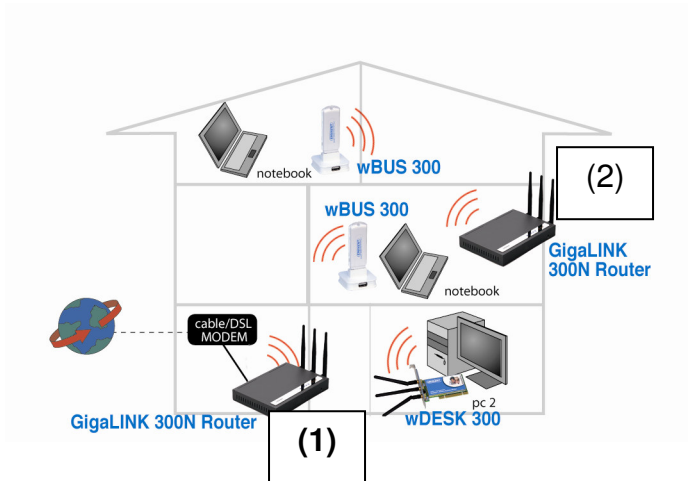 notebook
wBUS 300
(2)
wBUS 300
GigaLINK
300N Router
notebook
cable/DSL
MODEM
pc 2
wDESK 300
GigaLINK 300N Router
(1)